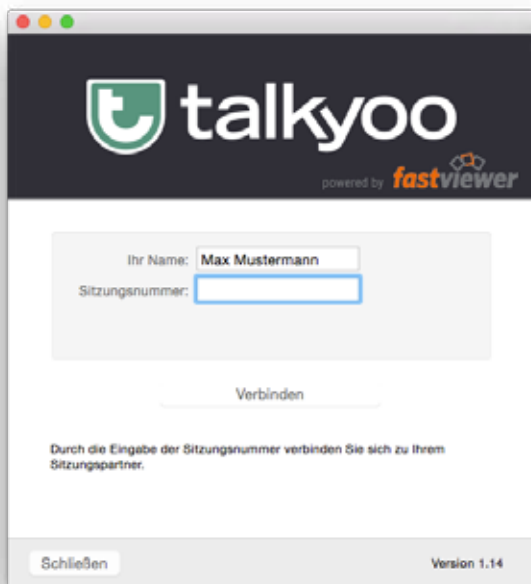 talkyoo
powered by fastviewer
Ihr Name: Max Mustermann
Sitzungsnummer:
Verbinden
Durch die Eingabe der Sitzungsnummer verbinden Sie sich zu Ihrem
Sitzungspartner.
Schließen Version 1.14